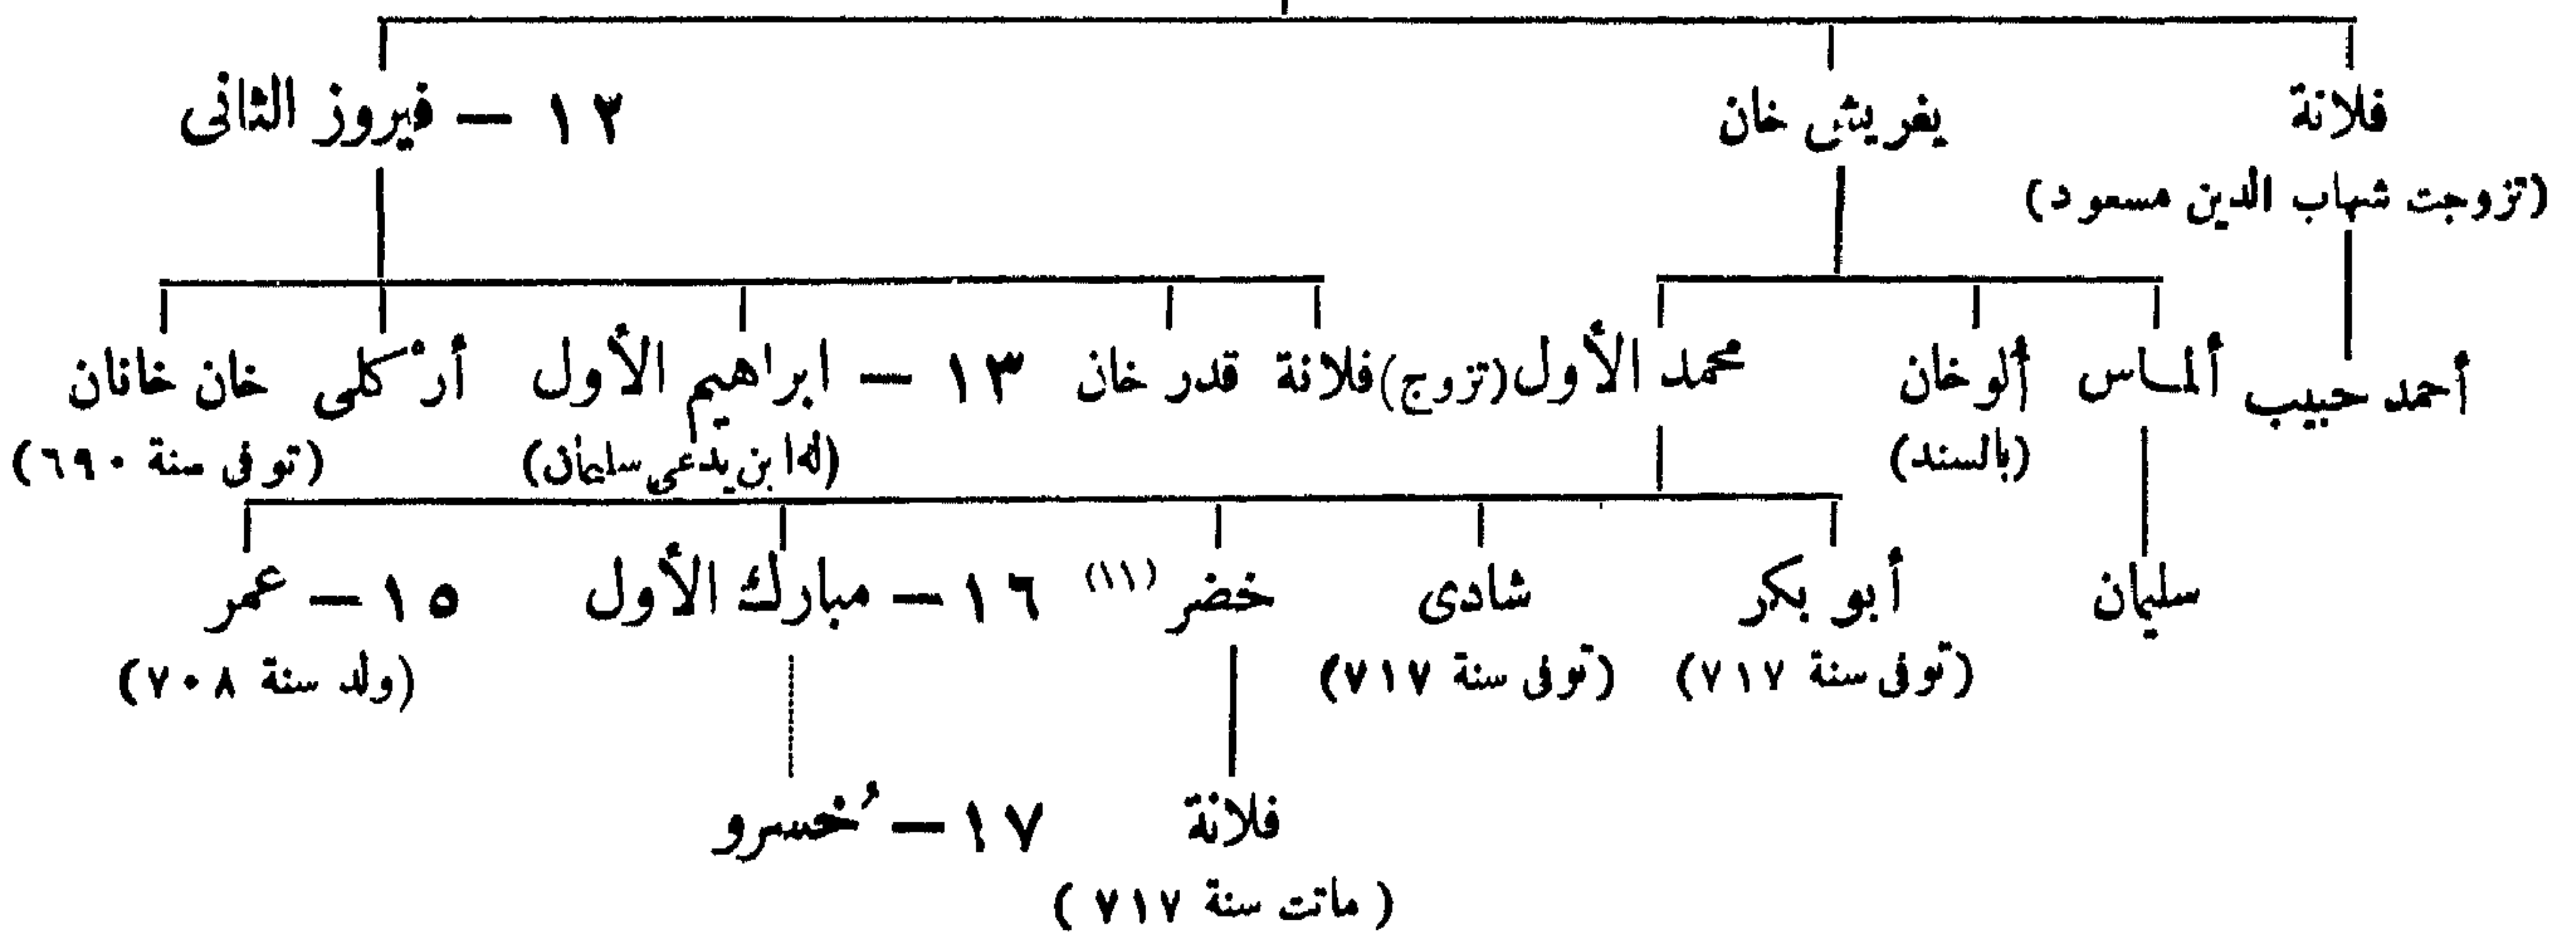 فلانة يغريش خان ١٢ — فيروز الثانى
(تزوجت شهاب الدين مسعود)
أحمد حبيب ألماس ألو خان محمد الأول (تزوج) فلانة قدر خان ١٣ — ابراهيم الأول أرْكلى خان خانان
(بالسند) (له ابن يدعى سليمان) (توفى سنة ٦٩٠)
سليمان أبو بكر شادى خضر (١١) ١٦ — مبارك الأول ١٥ — عمر
(توفى سنة ٧١٧) (توفى سنة ٧١٧) (ولد سنة ٧٠٨)
فلانة ١٧ — خُسرو
( ماتت سنة ٧١٧ )